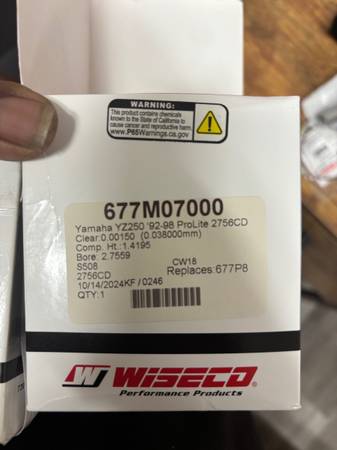 WARNING:
This product contains chemicals
known to the State of California to
cause cancer and reproductive harm.
www.P65Warnings.ca.gov
677M07000
Yamaha YZ250 '92-98 ProLite 2756CD
Clear:0.00150 (0.038000mm)
Comp. Ht.:1.4195
Bore: 2.7559
S508 CW18
2756CD Replaces:677P8
10/14/2024KF / 0246
QTY:1
W WISECO®
Performance Products